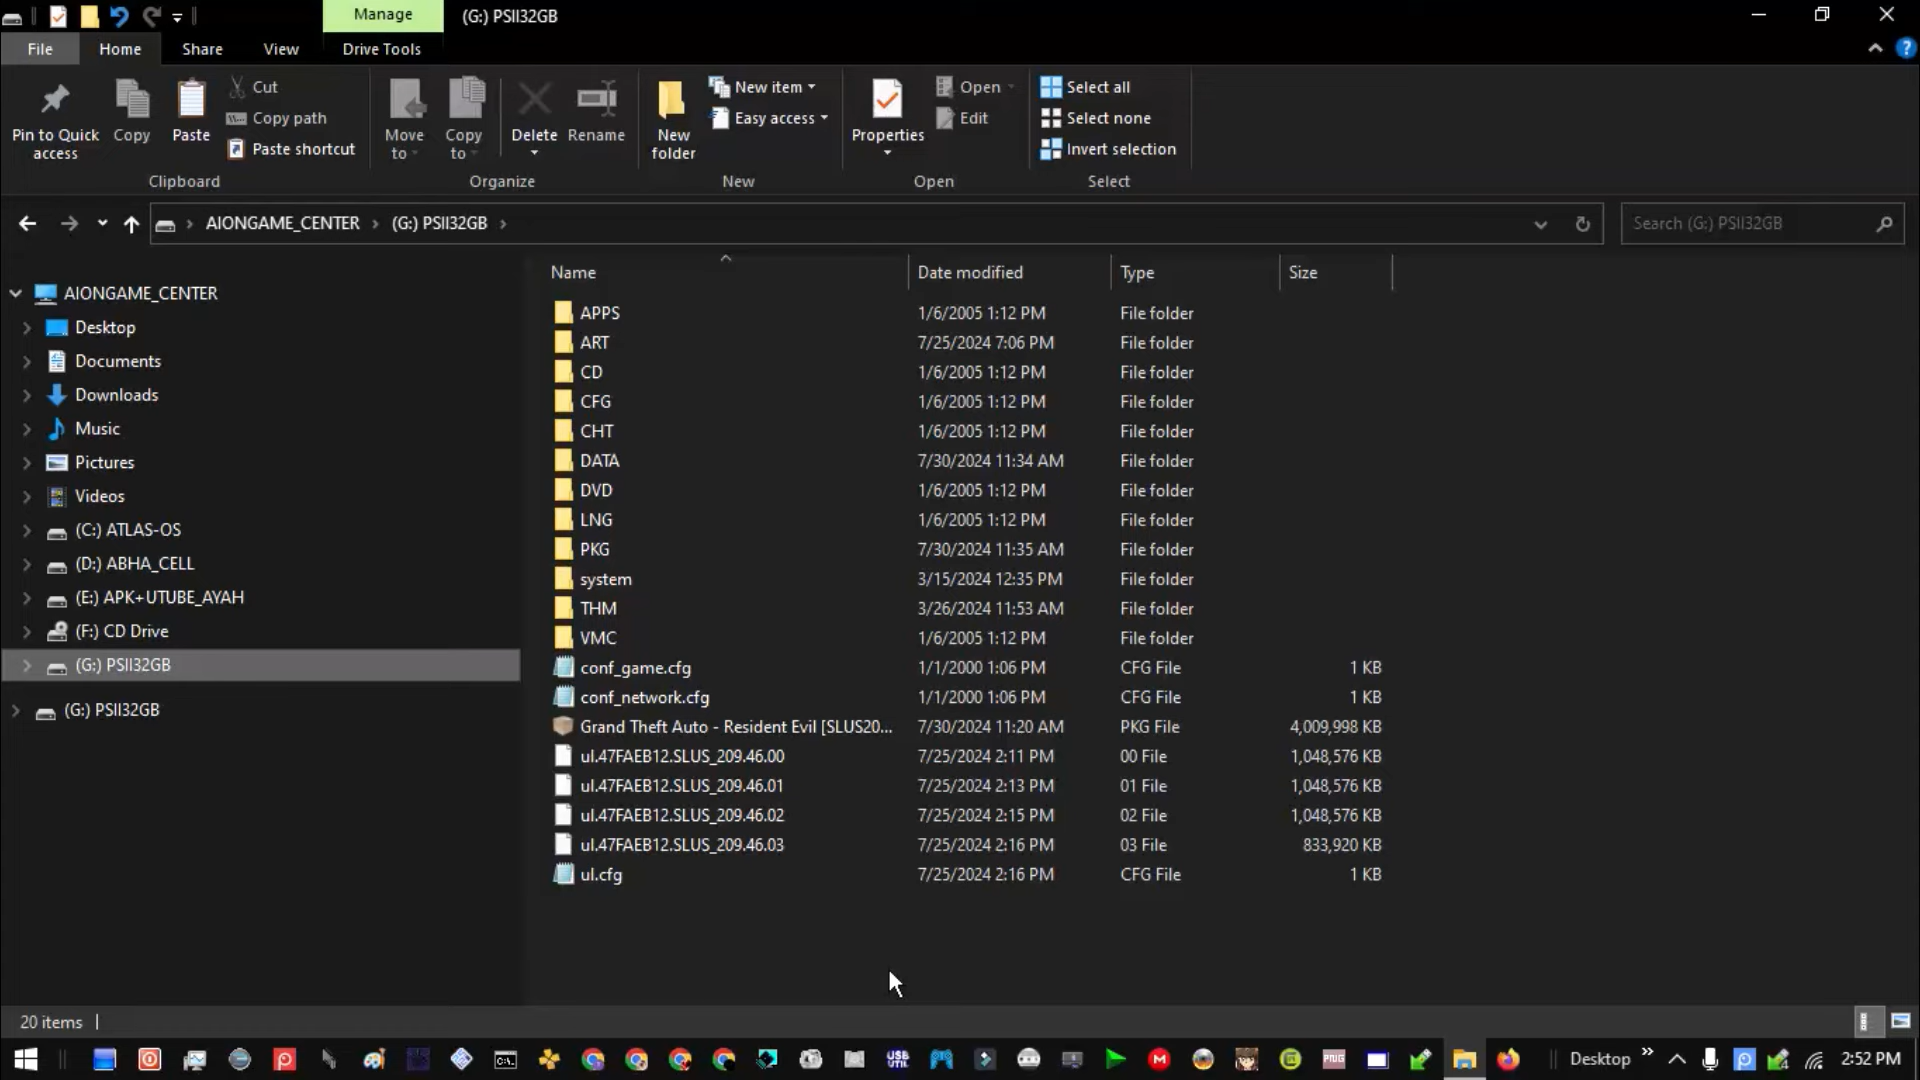 Manage
(G:) PSII32GB
File
Home
Share
View
Drive Tools
Pin to Quick access
Copy
Paste
Cut
Copy path
Paste shortcut
Clipboard
Move to
Copy to
Delete
Rename
Organize
New folder
New item
Easy access
New
Properties
Open
Edit
Open
Select all
Select none
Invert selection
Select
AIONGAME_CENTER > (G:) PSII32GB >
Search (G:) PSII32GB
AIONGAME_CENTER
Desktop
Documents
Downloads
Music
Pictures
Videos
(C:) ATLAS-OS
(D:) ABHA_CELL
(E:) APK+UTUBE_AYAH
(F:) CD Drive
(G:) PSII32GB
(G:) PSII32GB
Name Date modified Type Size
APPS 1/6/2005 1:12 PM File folder
ART 7/25/2024 7:06 PM File folder
CD 1/6/2005 1:12 PM File folder
CFG 1/6/2005 1:12 PM File folder
CHT 1/6/2005 1:12 PM File folder
DATA 7/30/2024 11:34 AM File folder
DVD 1/6/2005 1:12 PM File folder
LNG 1/6/2005 1:12 PM File folder
PKG 7/30/2024 11:35 AM File folder
system 3/15/2024 12:35 PM File folder
THM 3/26/2024 11:53 AM File folder
VMC 1/6/2005 1:12 PM File folder
conf_game.cfg 1/1/2000 1:06 PM CFG File 1 KB
conf_network.cfg 1/1/2000 1:06 PM CFG File 1 KB
Grand Theft Auto - Resident Evil [SLUS20... 7/30/2024 11:20 AM PKG File 4,009,998 KB
ul.47FAEB12.SLUS_209.46.00 7/25/2024 2:11 PM 00 File 1,048,576 KB
ul.47FAEB12.SLUS_209.46.01 7/25/2024 2:13 PM 01 File 1,048,576 KB
ul.47FAEB12.SLUS_209.46.02 7/25/2024 2:15 PM 02 File 1,048,576 KB
ul.47FAEB12.SLUS_209.46.03 7/25/2024 2:16 PM 03 File 833,920 KB
ul.cfg 7/25/2024 2:16 PM CFG File 1 KB
20 items
USB UTIL
Desktop
2:52 PM